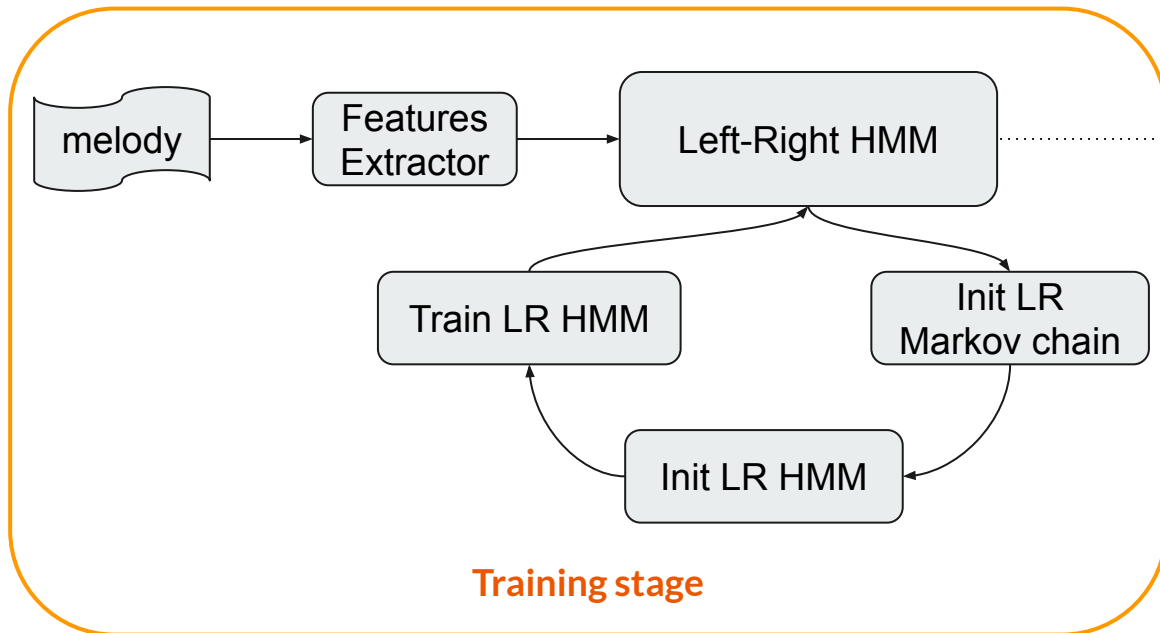 melody
Features
Extractor
Left-Right HMM
Train LR HMM
Init LR
Markov chain
Init LR HMM
Training stage